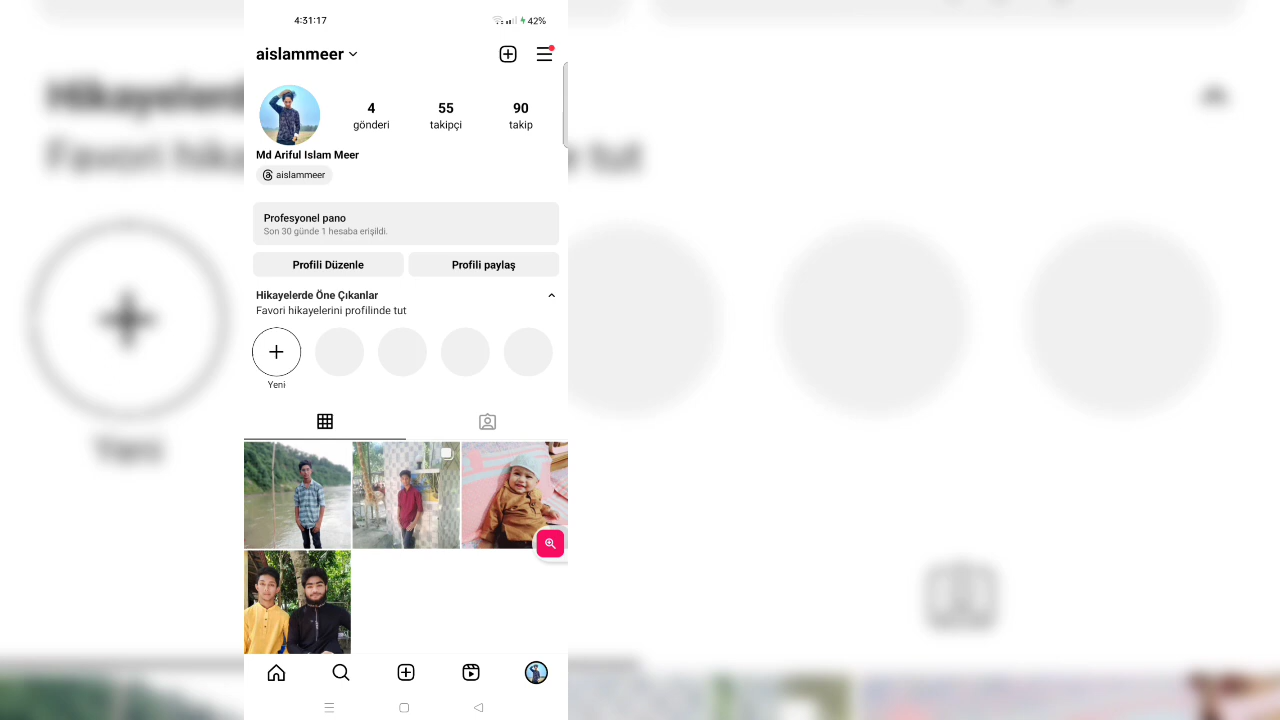 4:31:17
42%
aislammeer
4
55
90
gönderi
takipçi
takip
Md Ariful Islam Meer
aislammeer
Profesyonel pano
Son 30 günde 1 hesaba erişildi.
Profili Düzenle
Profili paylaş
Hikayelerde Öne Çıkanlar
Favori hikayelerini profilinde tut
Yeni